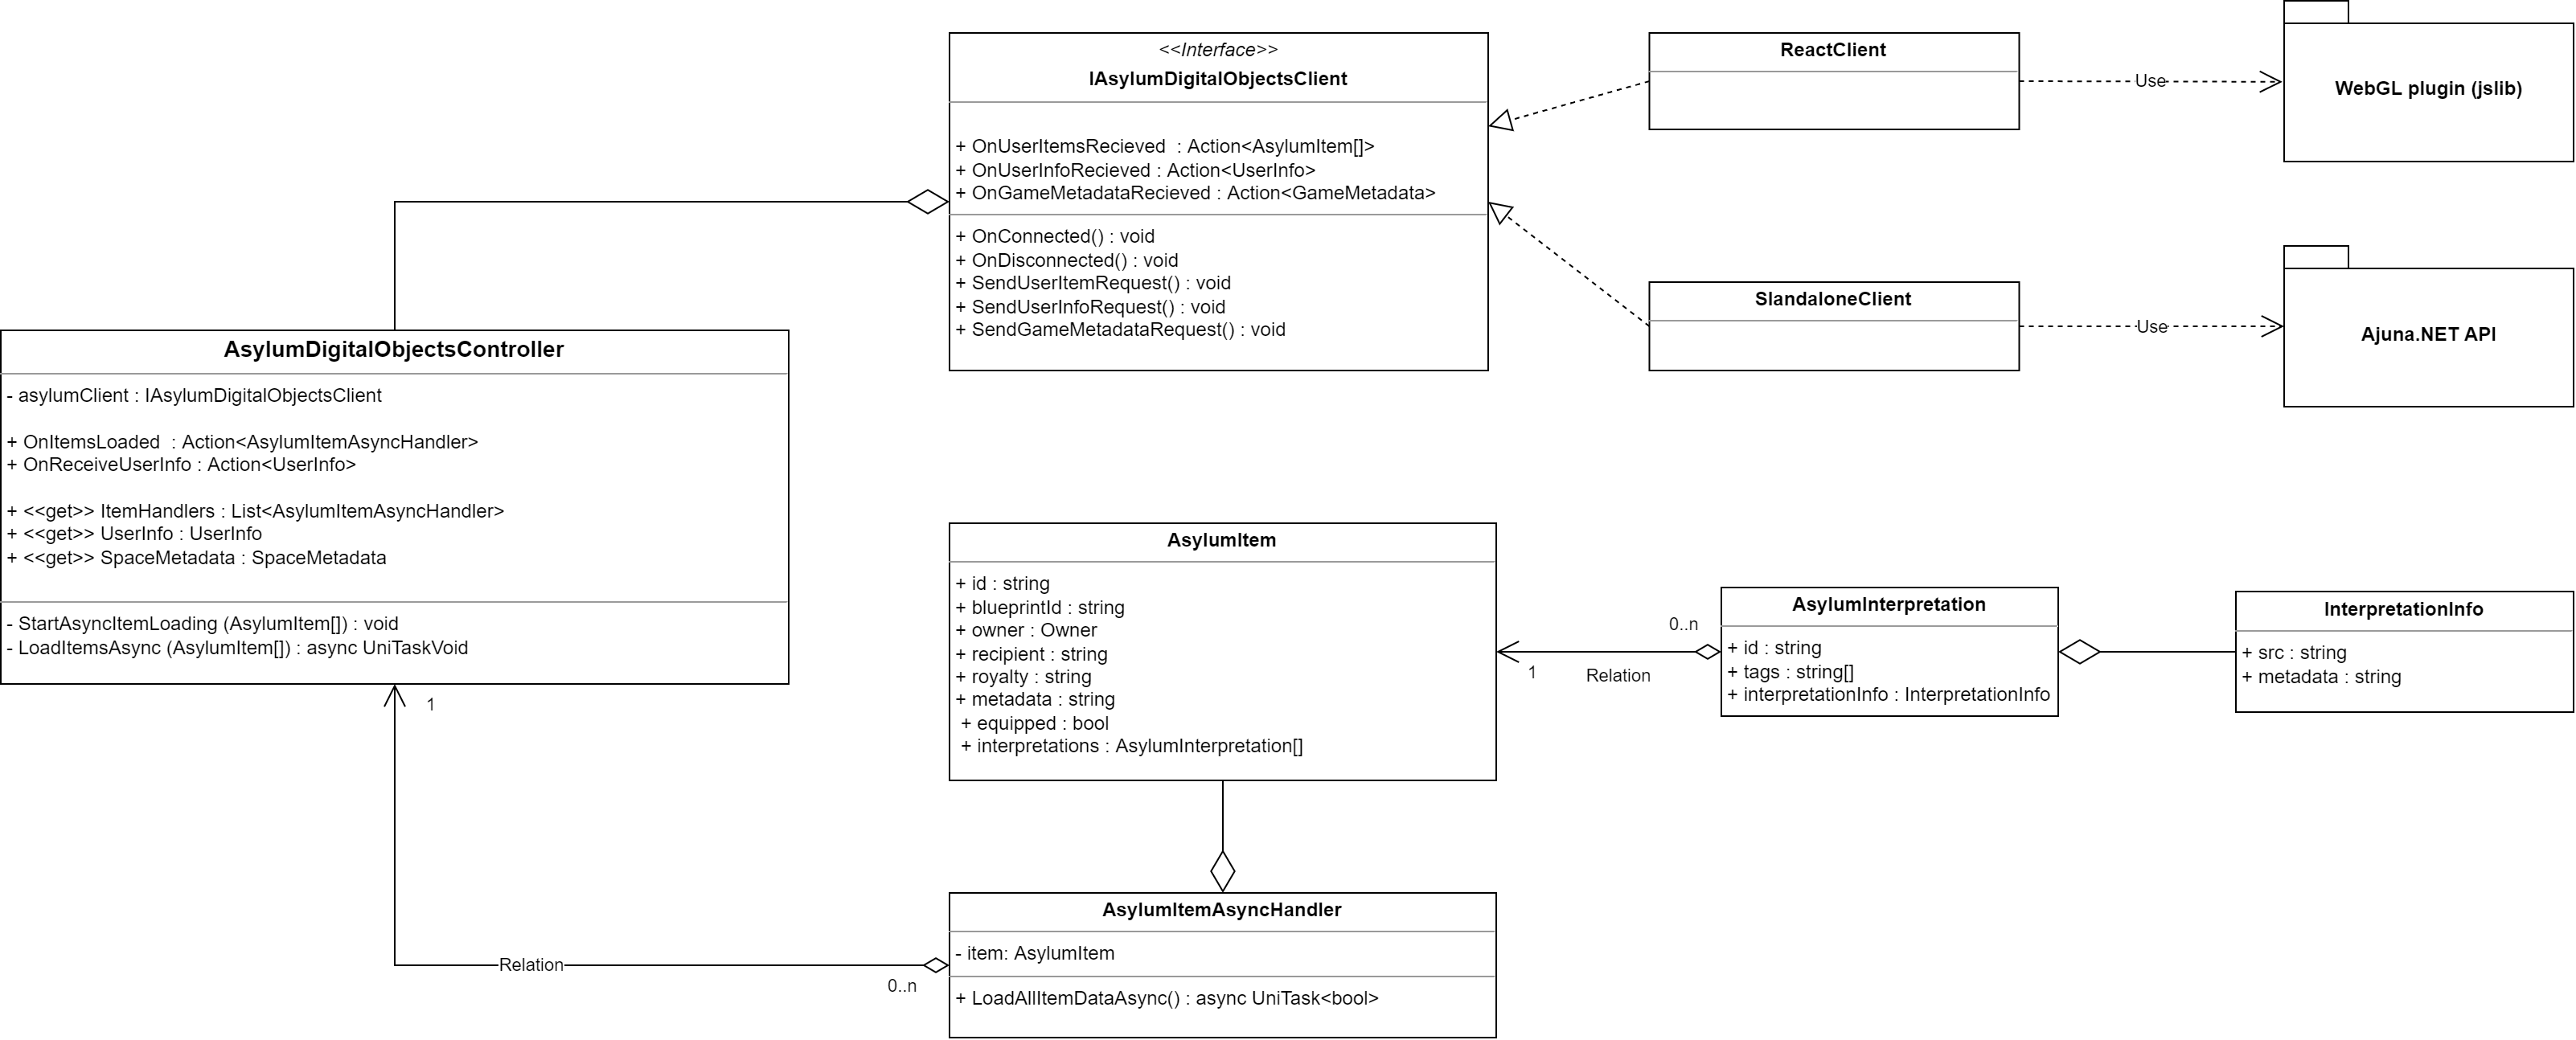 <<Interface>>
IAsylumDigitalObjectsClient
+ OnUserItemsRecieved  : Action<AsylumItem[]>
+ OnUserInfoRecieved : Action<UserInfo>
+ OnGameMetadataRecieved : Action<GameMetadata>
+ OnConnected() : void
+ OnDisconnected() : void
+ SendUserItemRequest() : void
+ SendUserInfoRequest() : void
+ SendGameMetadataRequest() : void
ReactClient
Use
WebGL plugin (jslib)
SlandaloneClient
Use
Ajuna.NET API
AsylumDigitalObjectsController
- asylumClient : IAsylumDigitalObjectsClient
+ OnItemsLoaded  : Action<AsylumItemAsyncHandler>
+ OnReceiveUserInfo : Action<UserInfo>
+ <<get>> ItemHandlers : List<AsylumItemAsyncHandler>
+ <<get>> UserInfo : UserInfo
+ <<get>> SpaceMetadata : SpaceMetadata
- StartAsyncItemLoading (AsylumItem[]) : void
- LoadItemsAsync (AsylumItem[]) : async UniTaskVoid
1
AsylumItem
+ id : string
+ blueprintId : string
+ owner : Owner
+ recipient : string
+ royalty : string
+ metadata : string
+ equipped : bool
+ interpretations : AsylumInterpretation[]
0..n
1
Relation
AsylumInterpretation
+ id : string
+ tags : string[]
+ interpretationInfo : InterpretationInfo
InterpretationInfo
+ src : string
+ metadata : string
Relation
0..n
AsylumItemAsyncHandler
- item: AsylumItem
+ LoadAllItemDataAsync() : async UniTask<bool>